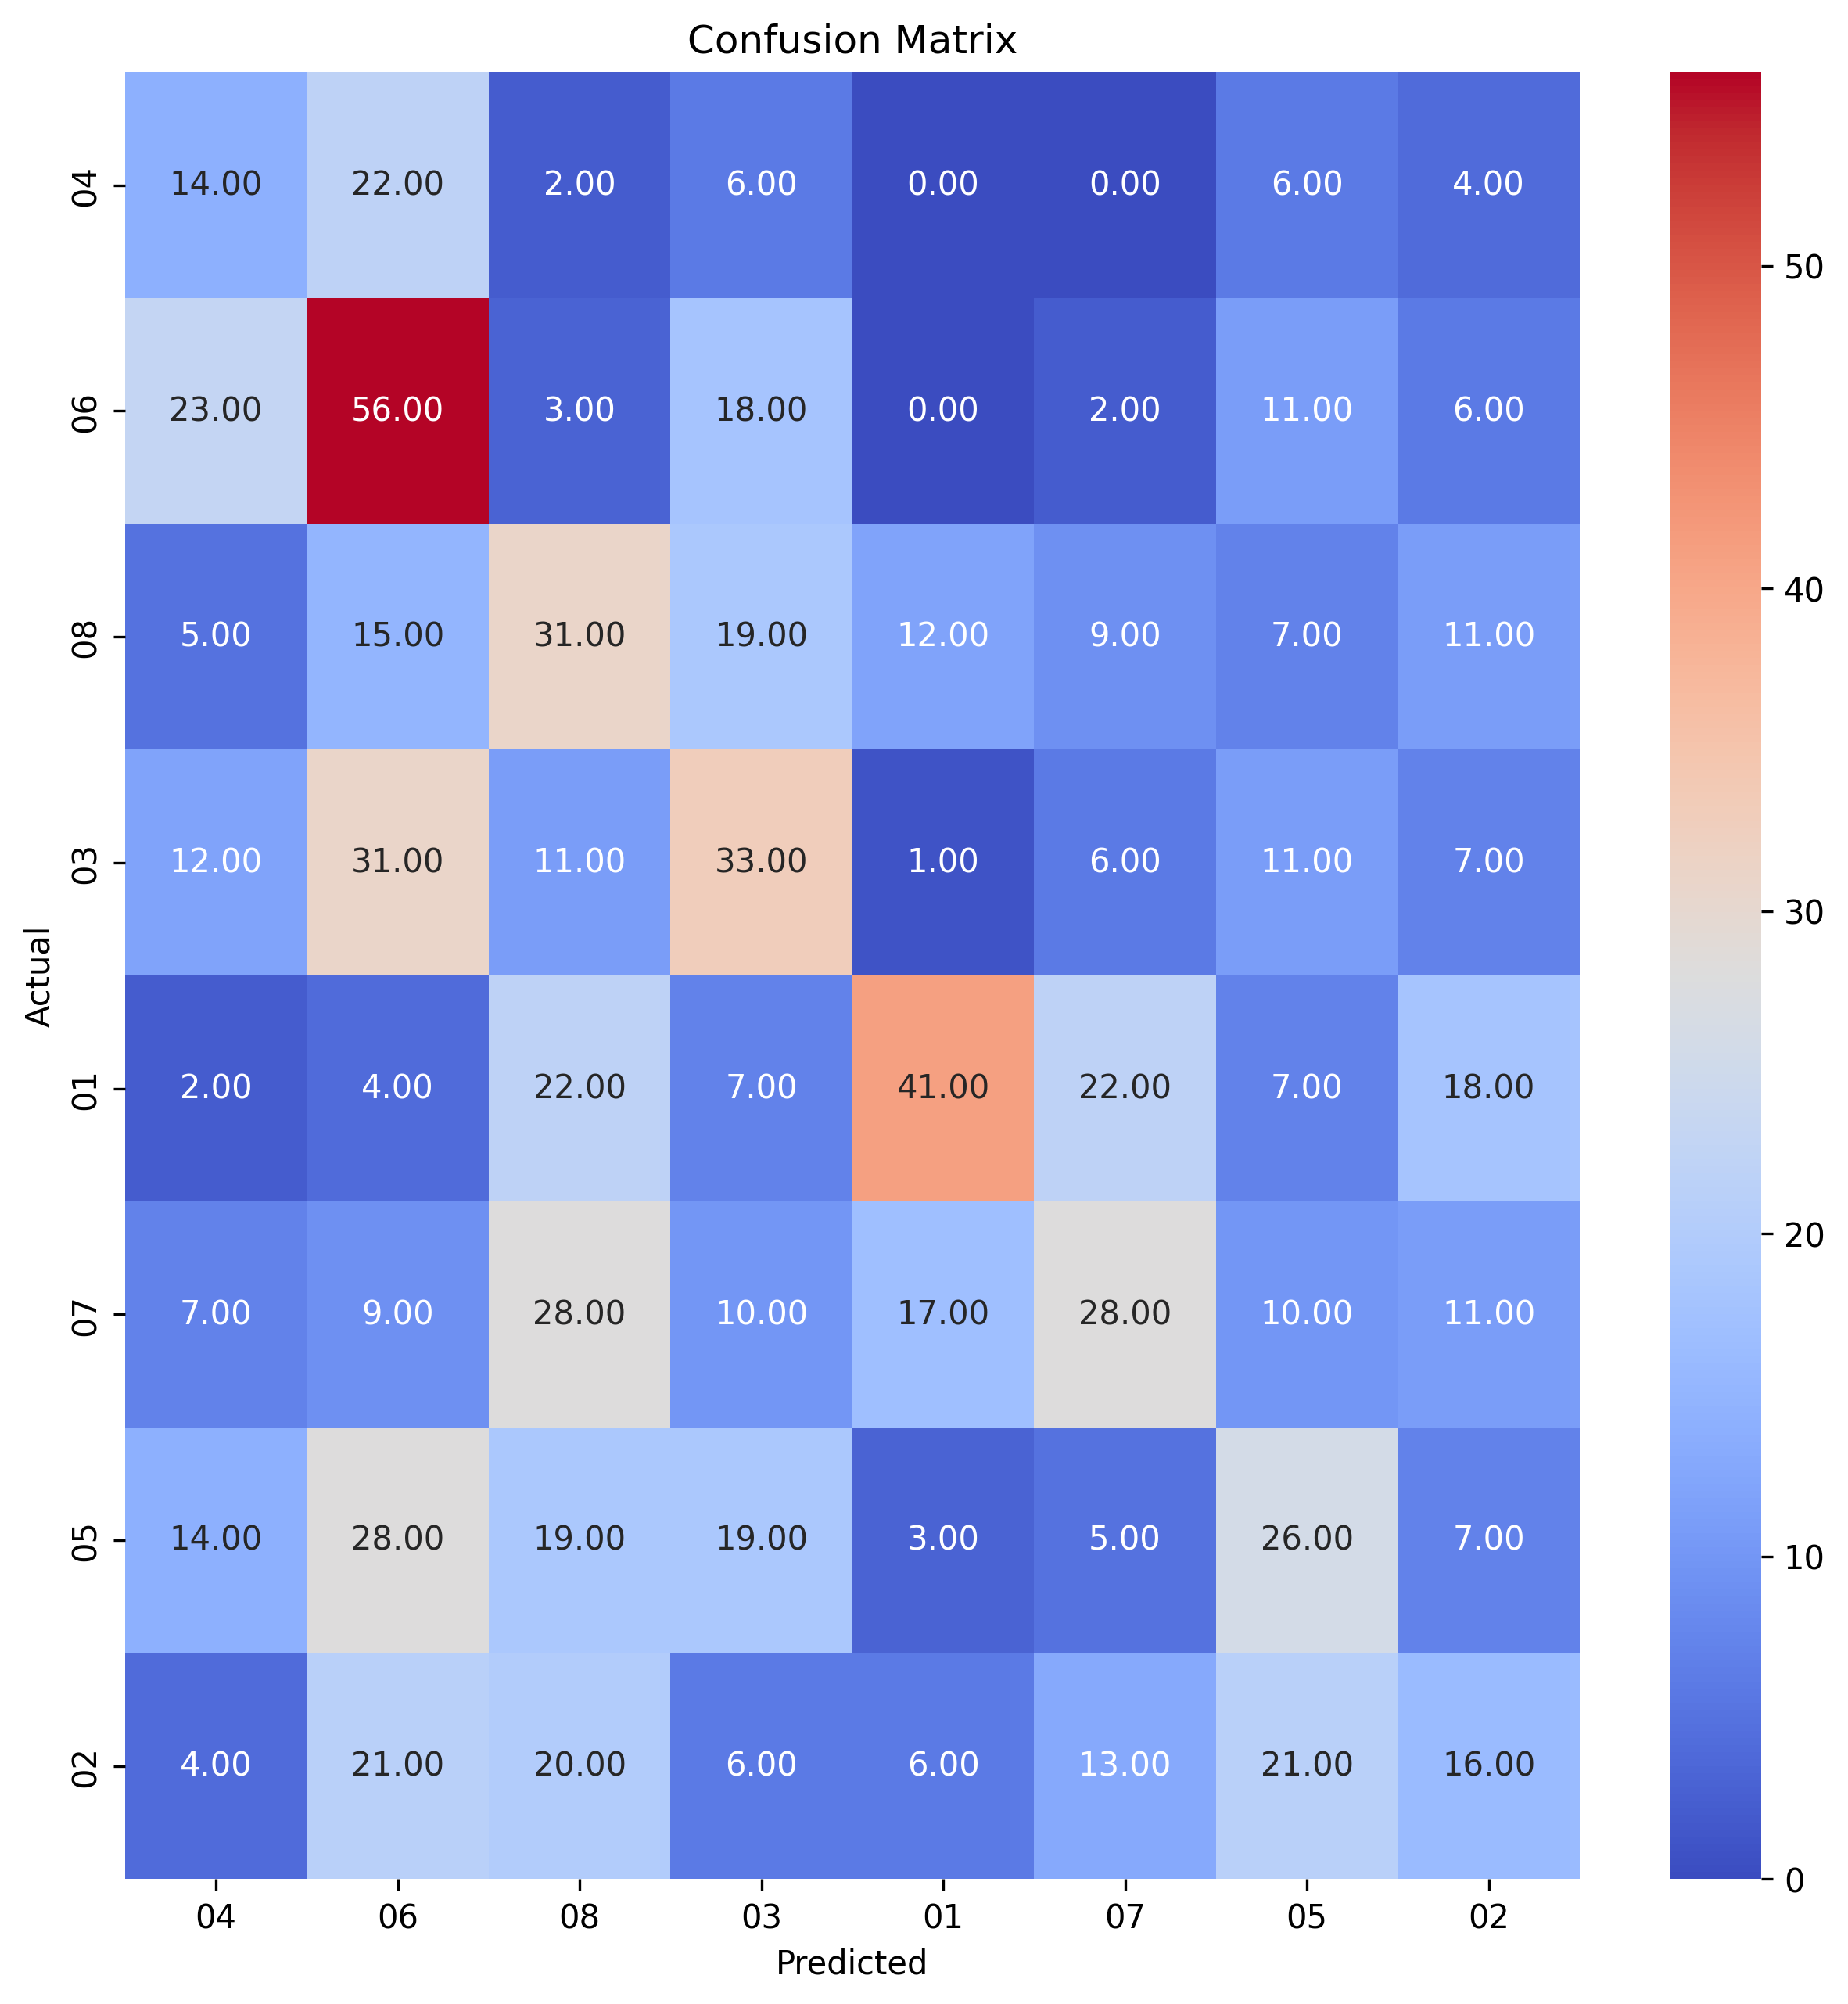 Confusion Matrix
04 14.00 22.00 2.00 6.00 0.00 0.00 6.00 4.00
06 23.00 56.00 3.00 18.00 0.00 2.00 11.00 6.00
08 5.00 15.00 31.00 19.00 12.00 9.00 7.00 11.00
03 12.00 31.00 11.00 33.00 1.00 6.00 11.00 7.00
Actual
01 2.00 4.00 22.00 7.00 41.00 22.00 7.00 18.00
07 7.00 9.00 28.00 10.00 17.00 28.00 10.00 11.00
05 14.00 28.00 19.00 19.00 3.00 5.00 26.00 7.00
02 4.00 21.00 20.00 6.00 6.00 13.00 21.00 16.00
04 06 08 03 01 07 05 02
Predicted
50
40
30
20
10
0